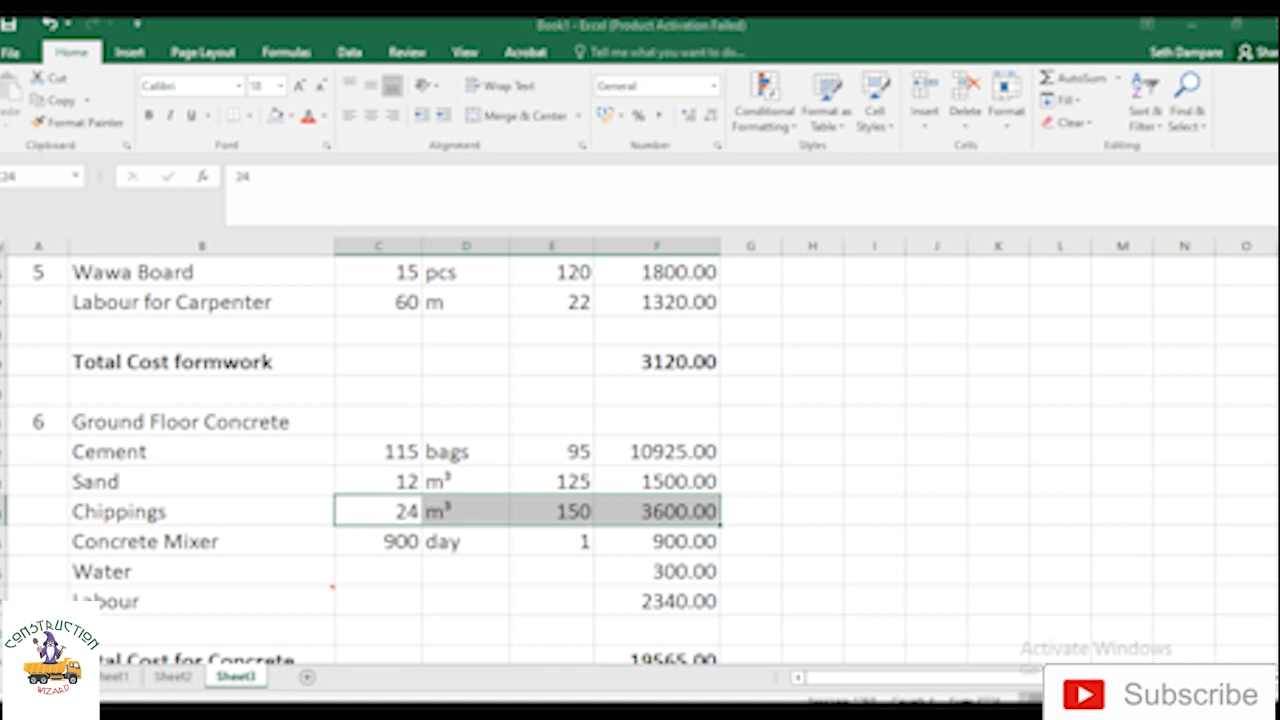 Book1 - Excel (Product Activation Failed)
File Home Insert Page Layout Formulas Data Review View Acrobat Tell me what you want to do... Seth Dampare
Cut
Copy
Format Painter
Calibri 18
B I U
Wrap Text
Merge & Center
General
%
Conditional Formatting
Format as Table
Cell Styles
Insert Delete Format
AutoSum
Fill
Clear
Sort & Filter
Find & Select
Clipboard Font Alignment Number Styles Cells Editing
fx 24
A B C D E F G H I J K L M N O
5 Wawa Board 15 pcs 120 1800.00
Labour for Carpenter 60 m 22 1320.00
Total Cost formwork 3120.00
6 Ground Floor Concrete
Cement 115 bags 95 10925.00
Sand 12 m³ 125 1500.00
Chippings 24 m³ 150 3600.00
Concrete Mixer 900 day 1 900.00
Water 300.00
Labour 2340.00
Total Cost for Concrete 19565.00
Activate Windows
Sheet2 Sheet3
CONSTRUCTION
WIZARD
Subscribe